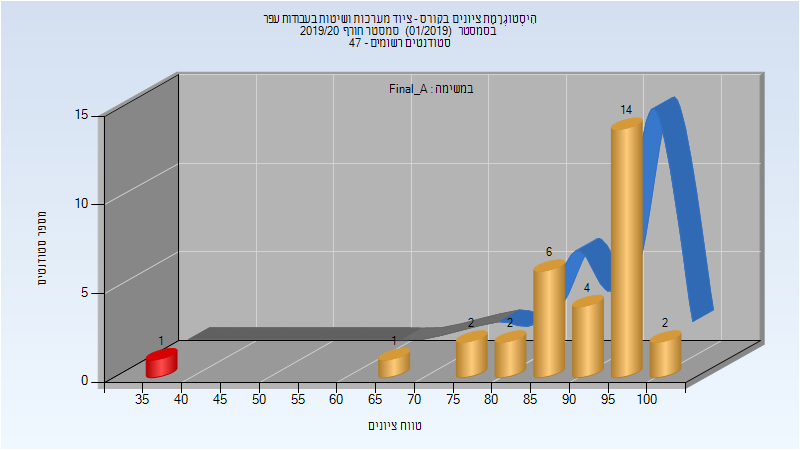 הִיסְטוֹגְרָמַת ציונים בקורס - ציוד מערכות ושיטות בעבודות עפר
בסמסטר (01/2019) סמסטר חורף 2019/20
סטודנטים רשומים - 47
במשימה : Final_A
מספר סטודנטים
15
10
5
0
1
1
2
2
6
4
14
2
35 40 45 50 55 60 65 70 75 80 85 90 95 100
טווח ציונים